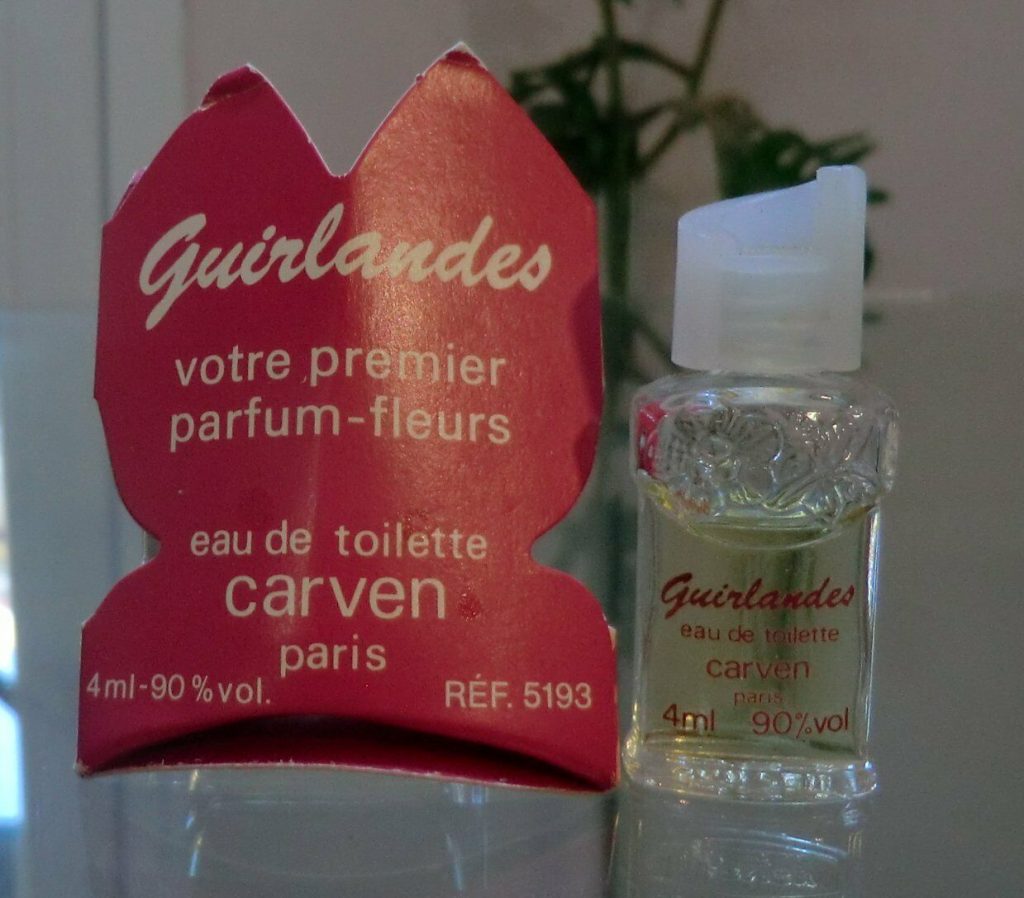 Guirlandes
votre premier
parfum-fleurs
eau de toilette
carven
paris
4ml-90%vol. RÉF. 5193
Guirlandes
eau de toilette
carven
paris
4ml 90%vol